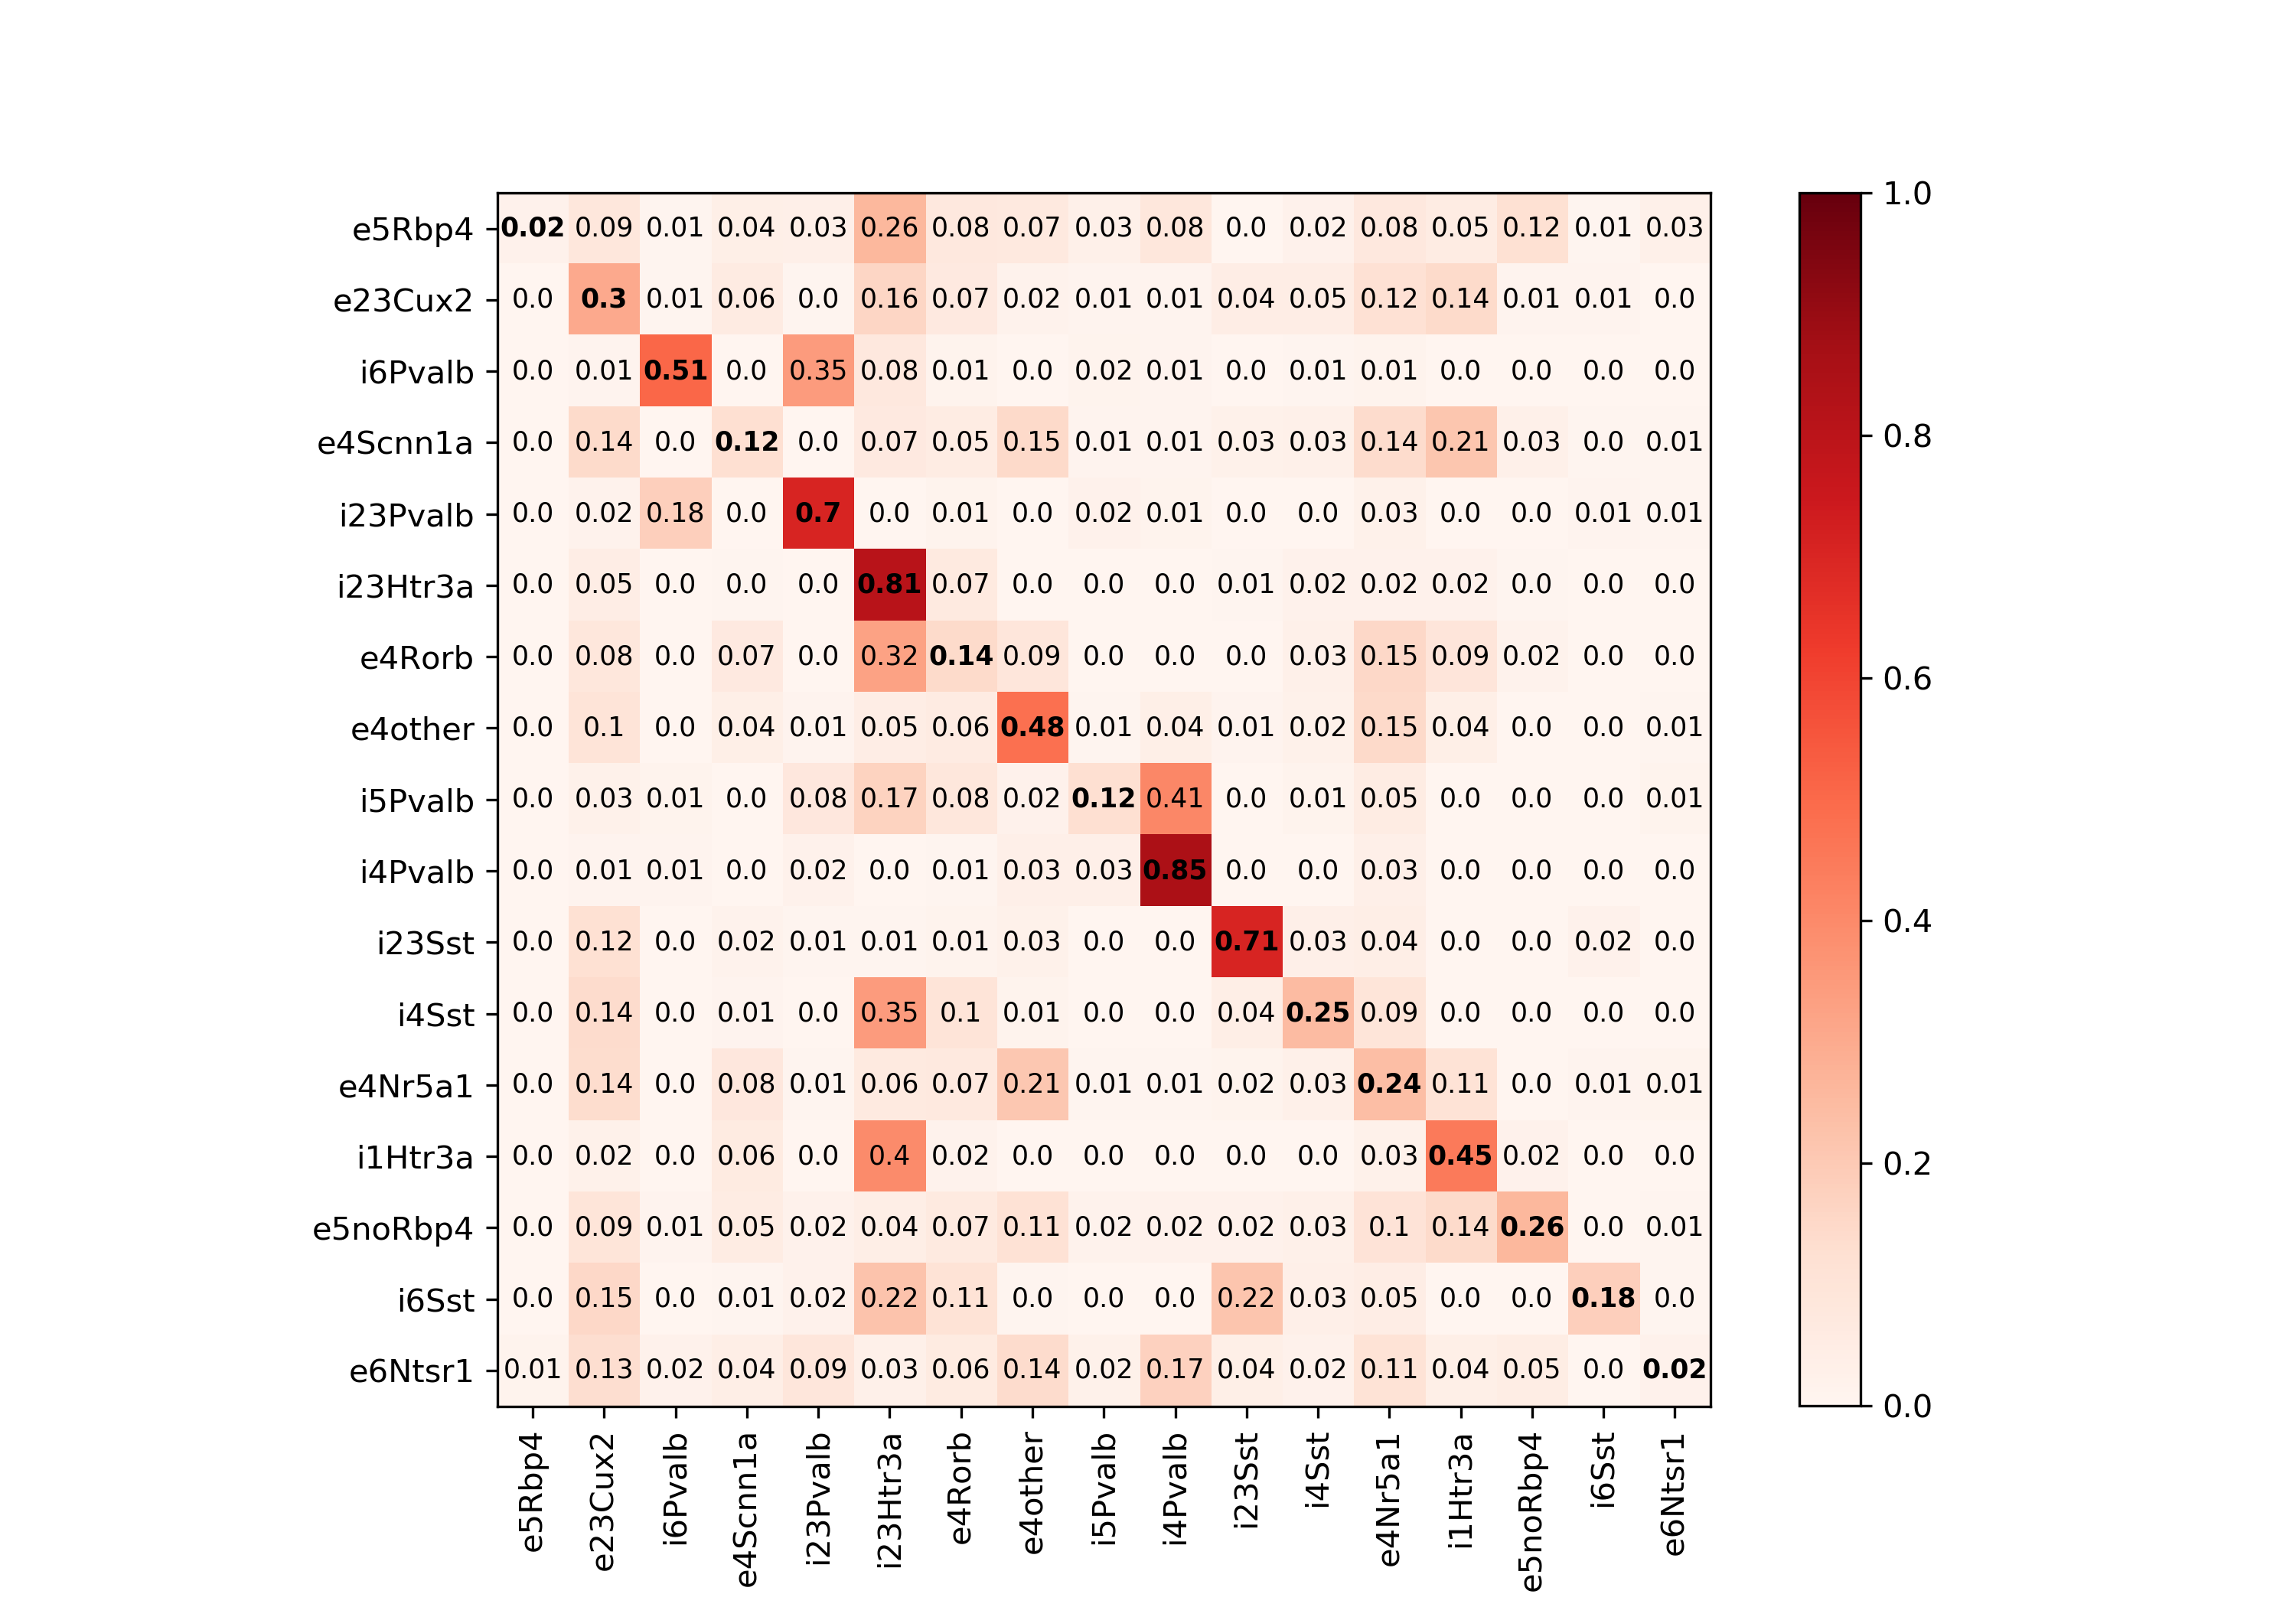 e5Rbp4 0.02 0.09 0.01 0.04 0.03 0.26 0.08 0.07 0.03 0.08 0.0 0.02 0.08 0.05 0.12 0.01 0.03
e23Cux2 0.0 0.3 0.01 0.06 0.0 0.16 0.07 0.02 0.01 0.01 0.04 0.05 0.12 0.14 0.01 0.01 0.0
i6Pvalb 0.0 0.01 0.51 0.0 0.35 0.08 0.01 0.0 0.02 0.01 0.0 0.01 0.01 0.0 0.0 0.0 0.0
e4Scnn1a 0.0 0.14 0.0 0.12 0.0 0.07 0.05 0.15 0.01 0.01 0.03 0.03 0.14 0.21 0.03 0.0 0.01
i23Pvalb 0.0 0.02 0.18 0.0 0.7 0.0 0.01 0.0 0.02 0.01 0.0 0.0 0.03 0.0 0.0 0.01 0.01
i23Htr3a 0.0 0.05 0.0 0.0 0.0 0.81 0.07 0.0 0.0 0.0 0.01 0.02 0.02 0.02 0.0 0.0 0.0
e4Rorb 0.0 0.08 0.0 0.07 0.0 0.32 0.14 0.09 0.0 0.0 0.0 0.03 0.15 0.09 0.02 0.0 0.0
e4other 0.0 0.1 0.0 0.04 0.01 0.05 0.06 0.48 0.01 0.04 0.01 0.02 0.15 0.04 0.0 0.0 0.01
i5Pvalb 0.0 0.03 0.01 0.0 0.08 0.17 0.08 0.02 0.12 0.41 0.0 0.01 0.05 0.0 0.0 0.0 0.01
i4Pvalb 0.0 0.01 0.01 0.0 0.02 0.0 0.01 0.03 0.03 0.85 0.0 0.0 0.03 0.0 0.0 0.0 0.0
i23Sst 0.0 0.12 0.0 0.02 0.01 0.01 0.01 0.03 0.0 0.0 0.71 0.03 0.04 0.0 0.0 0.02 0.0
i4Sst 0.0 0.14 0.0 0.01 0.0 0.35 0.1 0.01 0.0 0.0 0.04 0.25 0.09 0.0 0.0 0.0 0.0
e4Nr5a1 0.0 0.14 0.0 0.08 0.01 0.06 0.07 0.21 0.01 0.01 0.02 0.03 0.24 0.11 0.0 0.01 0.01
i1Htr3a 0.0 0.02 0.0 0.06 0.0 0.4 0.02 0.0 0.0 0.0 0.0 0.0 0.03 0.45 0.02 0.0 0.0
e5noRbp4 0.0 0.09 0.01 0.05 0.02 0.04 0.07 0.11 0.02 0.02 0.02 0.03 0.1 0.14 0.26 0.0 0.01
i6Sst 0.0 0.15 0.0 0.01 0.02 0.22 0.11 0.0 0.0 0.0 0.22 0.03 0.05 0.0 0.0 0.18 0.0
e6Ntsr1 0.01 0.13 0.02 0.04 0.09 0.03 0.06 0.14 0.02 0.17 0.04 0.02 0.11 0.04 0.05 0.0 0.02
e5Rbp4
e23Cux2
i6Pvalb
e4Scnn1a
i23Pvalb
i23Htr3a
e4Rorb
e4other
i5Pvalb
i4Pvalb
i23Sst
i4Sst
e4Nr5a1
i1Htr3a
e5noRbp4
i6Sst
e6Ntsr1
1.0
0.8
0.6
0.4
0.2
0.0